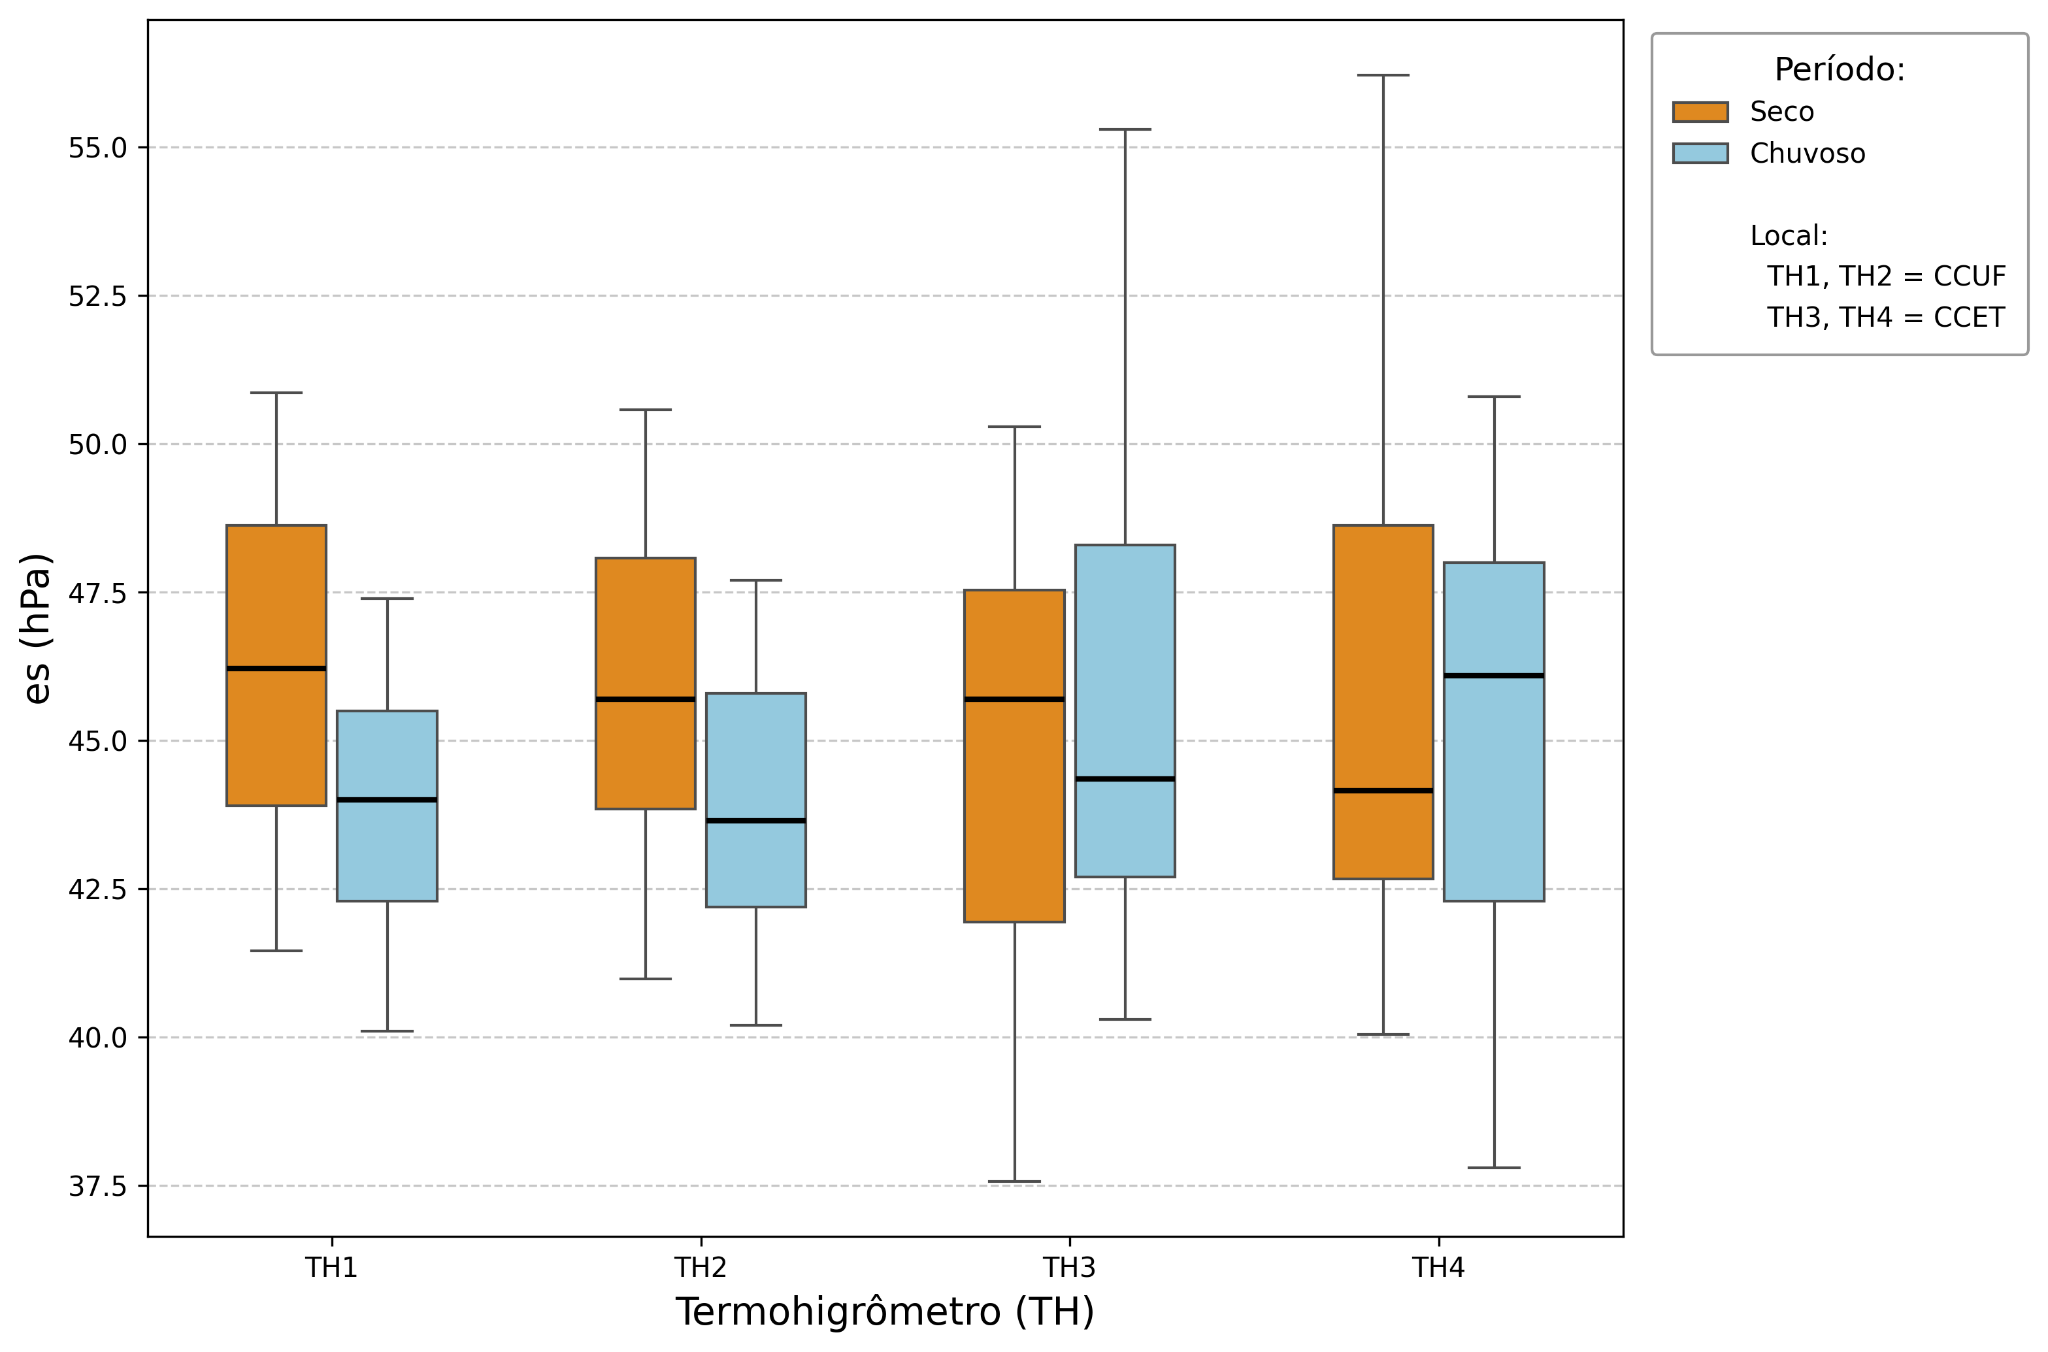 Período:
Seco
Chuvoso
Local:
TH1, TH2 = CCUF
TH3, TH4 = CCET
es (hPa)
55.0
52.5
50.0
47.5
45.0
42.5
40.0
37.5
TH1 TH2 TH3 TH4
Termohigrômetro (TH)